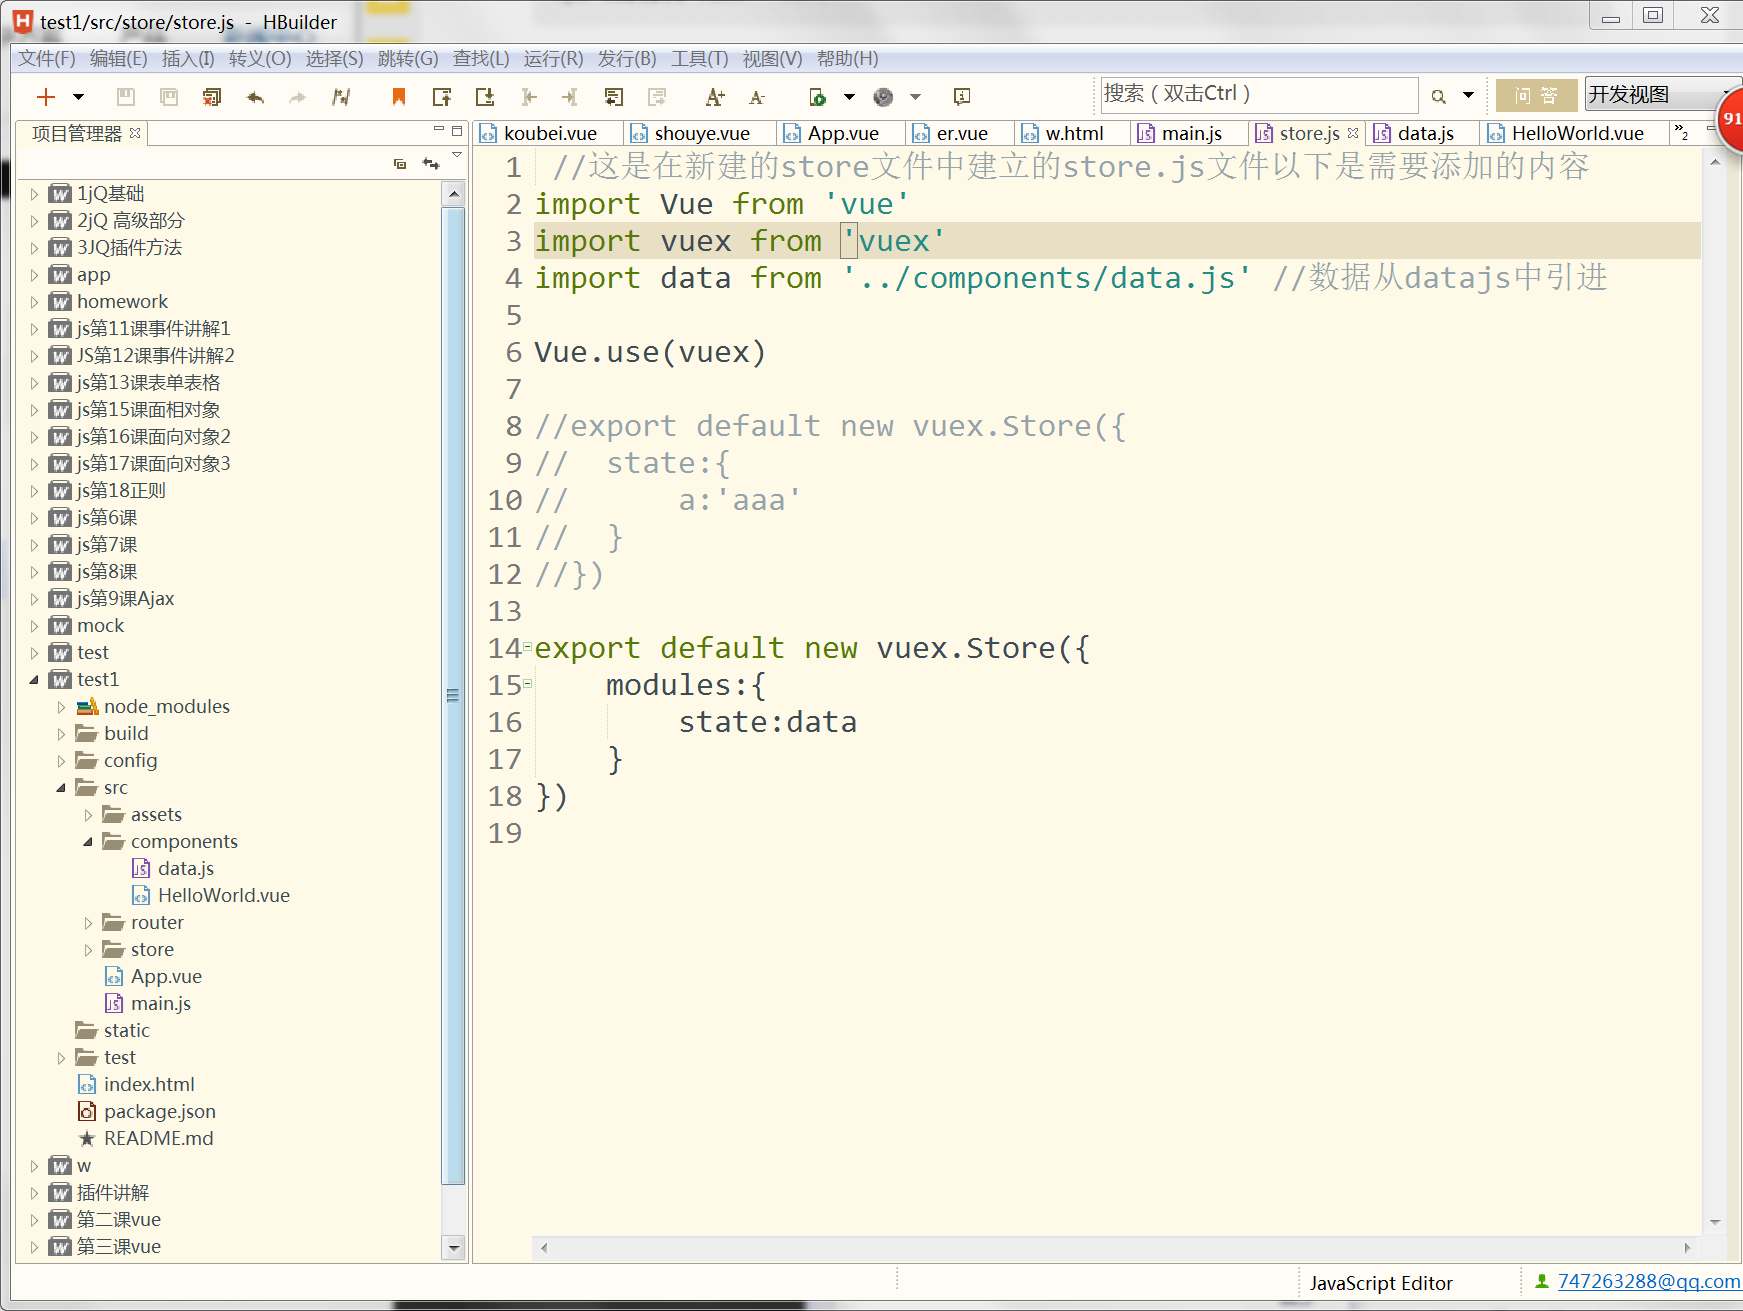 test1/src/store/store.js - HBuilder
文件(F) 编辑(E) 插入(I) 转义(O) 选择(S) 跳转(G) 查找(L) 运行(R) 发行(B) 工具(T) 视图(V) 帮助(H)
搜索（双击Ctrl）
问 答
开发视图
91
项目管理器
koubei.vue shouye.vue App.vue er.vue w.html main.js store.js data.js HelloWorld.vue »2
1jQ基础
2jQ 高级部分
3JQ插件方法
app
homework
js第11课事件讲解1
JS第12课事件讲解2
js第13课表单表格
js第15课面相对象
js第16课面向对象2
js第17课面向对象3
js第18正则
js第6课
js第7课
js第8课
js第9课Ajax
mock
test
test1
node_modules
build
config
src
assets
components
data.js
HelloWorld.vue
router
store
App.vue
main.js
static
test
index.html
package.json
README.md
w
插件讲解
第二课vue
第三课vue
1 //这是在新建的store文件中建立的store.js文件以下是需要添加的内容
2 import Vue from 'vue'
3 import vuex from 'vuex'
4 import data from '../components/data.js' //数据从datajs中引进
5
6 Vue.use(vuex)
7
8 //export default new vuex.Store({
9 // state:{
10 // a:'aaa'
11 // }
12 //})
13
14 export default new vuex.Store({
15 modules:{
16 state:data
17 }
18 })
19
JavaScript Editor
747263288@qq.com